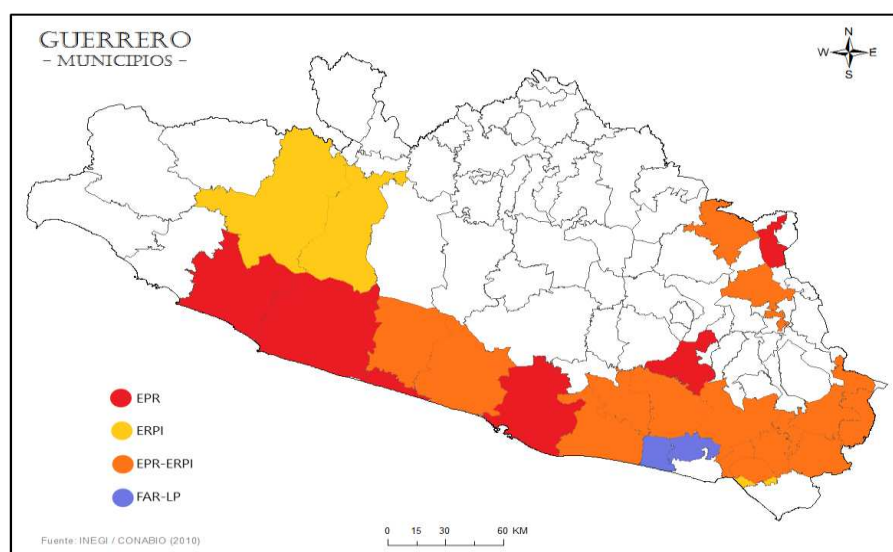 GUERRERO
- MUNICIPIOS -
N
W E
S
EPR
ERPI
EPR-ERPI
FAR-LP
0 15 30 60 KM
Fuente: INEGI / CONABIO (2010)